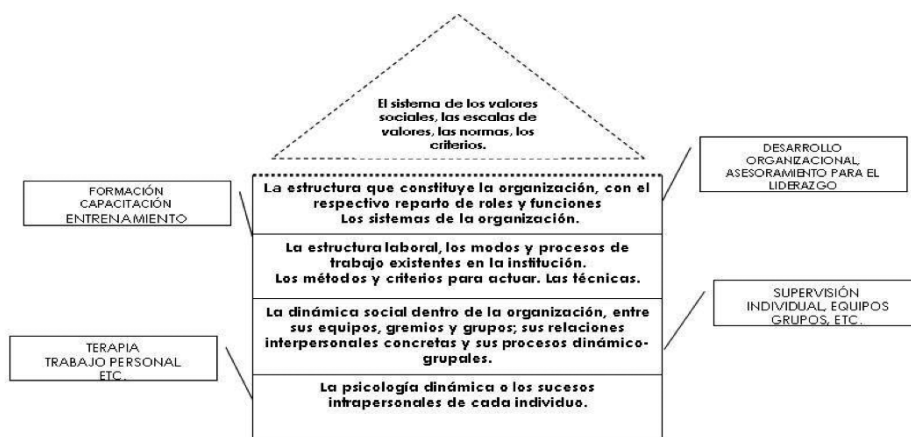 El sistema de los valores
sociales, las escalas de
valores, las normas, los
criterios.
DESARROLLO
ORGANIZACIONAL,
ASESORAMIENTO PARA EL
LIDERAZGO
FORMACIÓN
CAPACITACIÓN
ENTRENAMIENTO
La estructura que constituye la organización, con el
respectivo reparto de roles y funciones
Los sistemas de la organización.
La estructura laboral, los modos y procesos de
trabajo existentes en la institución.
Los métodos y criterios para actuar. Las técnicas.
SUPERVISIÓN
INDIVIDUAL, EQUIPOS
GRUPOS, ETC.
La dinámica social dentro de la organización, entre
sus equipos, gremios y grupos; sus relaciones
interpersonales concretas y sus procesos dinámico-
grupales.
TERAPIA
TRABAJO PERSONAL
ETC.
La psicología dinámica o los sucesos
intrapersonales de cada individuo.